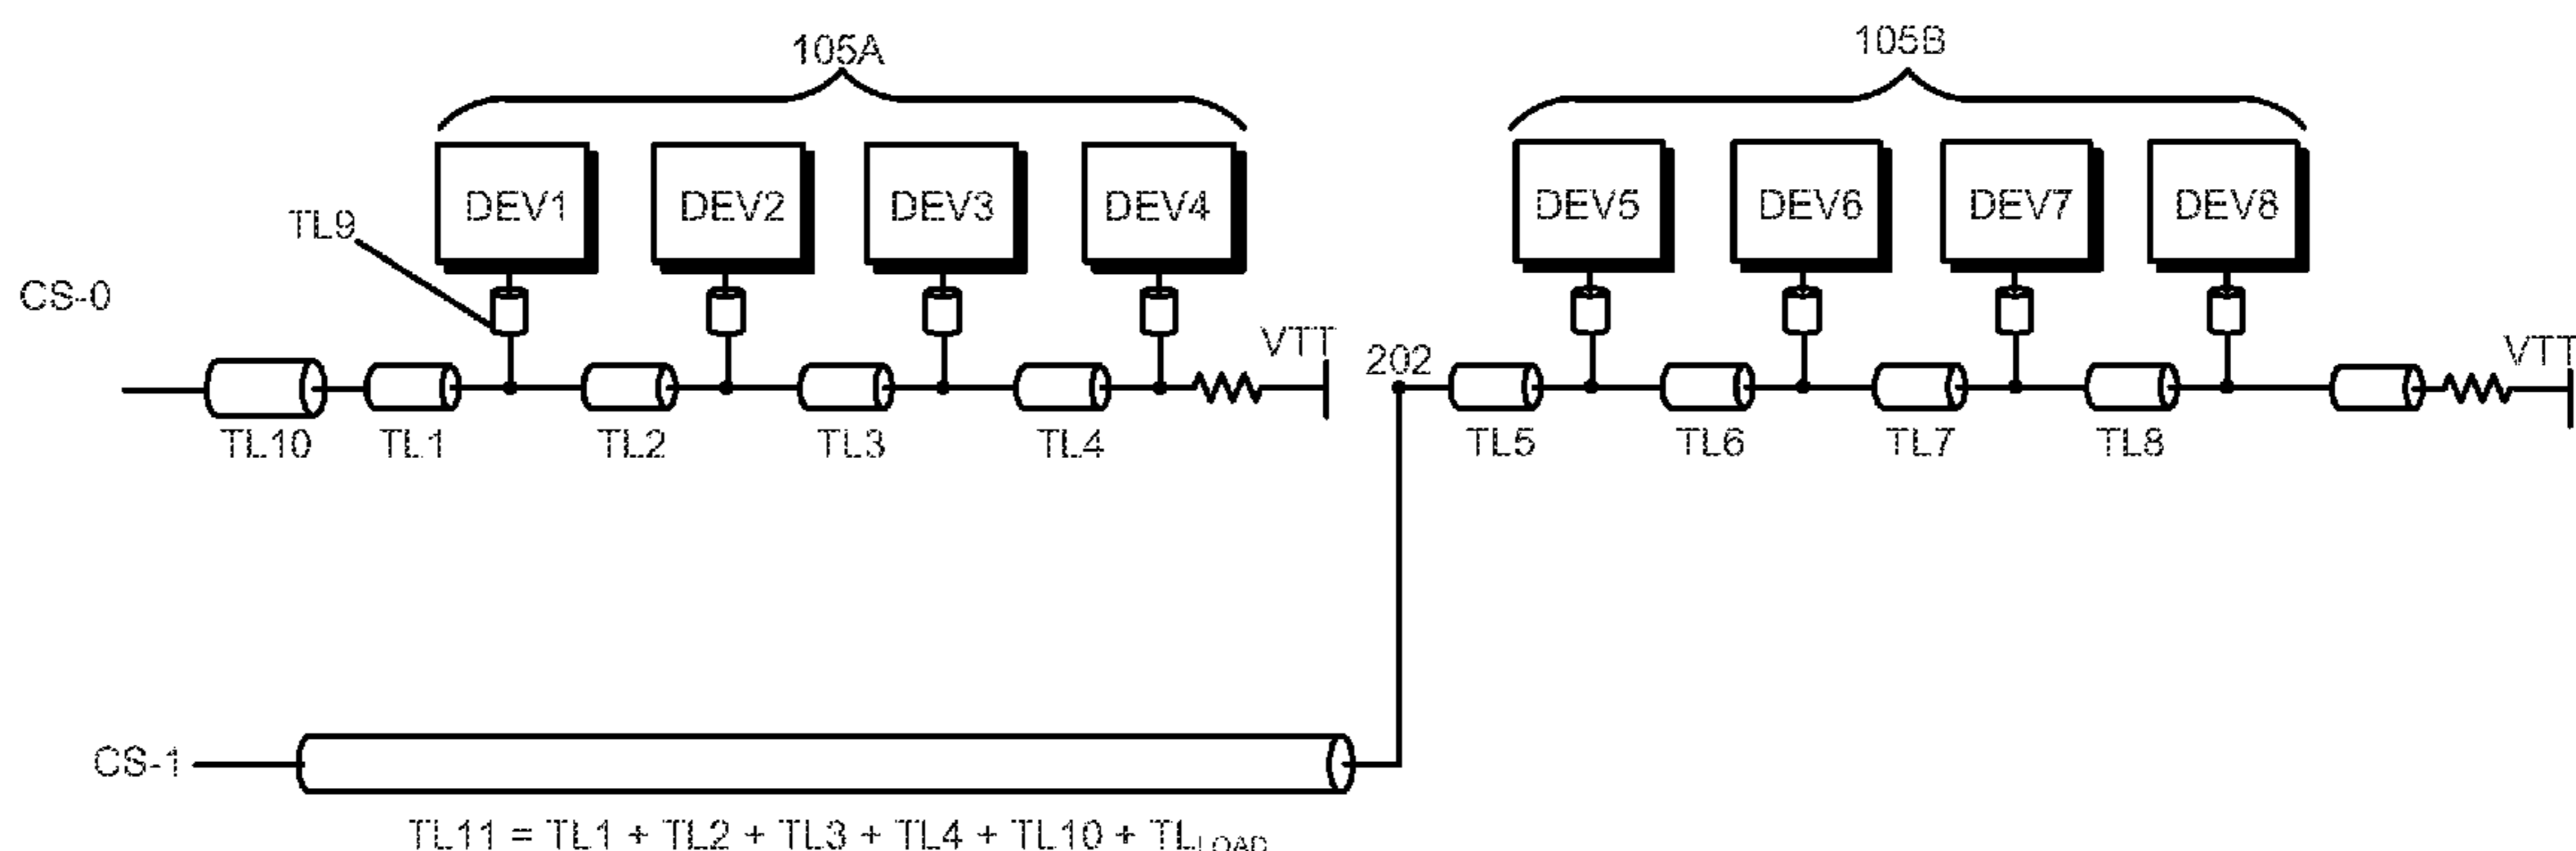 105A
105B
DEV1 DEV2 DEV3 DEV4 DEV5 DEV6 DEV7 DEV8
TL9
CS-0
VTT
202
VTT
TL10 TL1 TL2 TL3 TL4 TL5 TL6 TL7 TL8
CS-1
TL11 = TL1 + TL2 + TL3 + TL4 + TL10 + TLLOAD